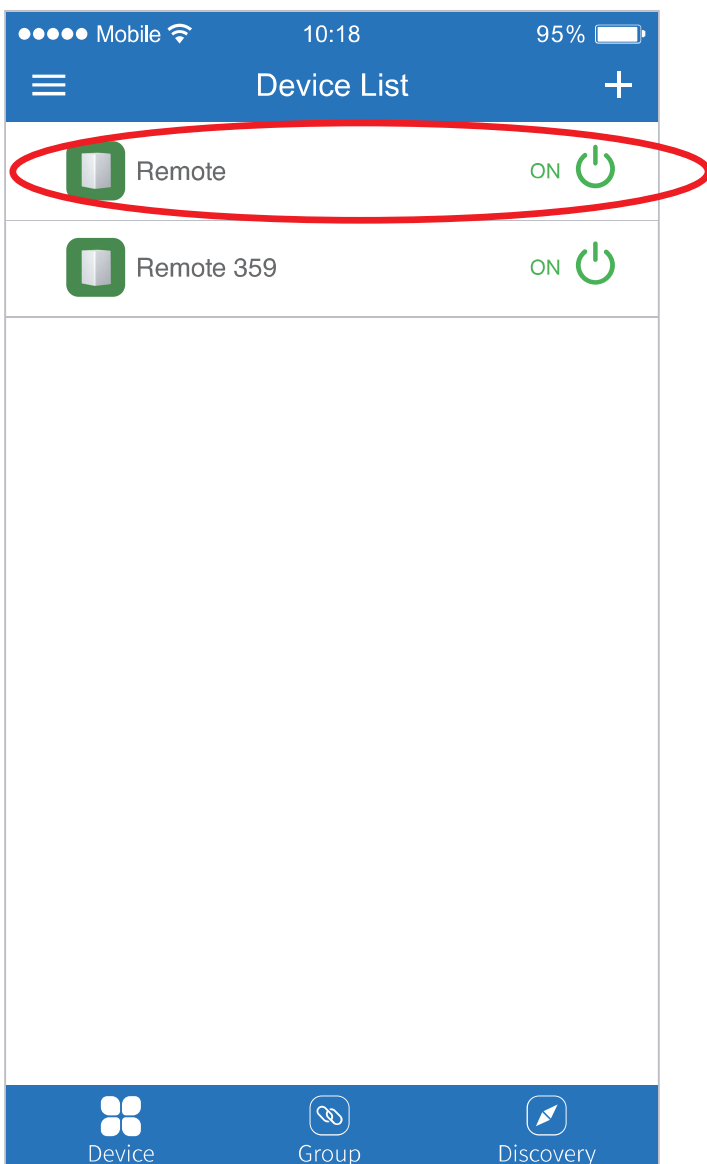 Mobile 10:18 95%
Device List
Remote ON
Remote 359 ON
Device Group Discovery